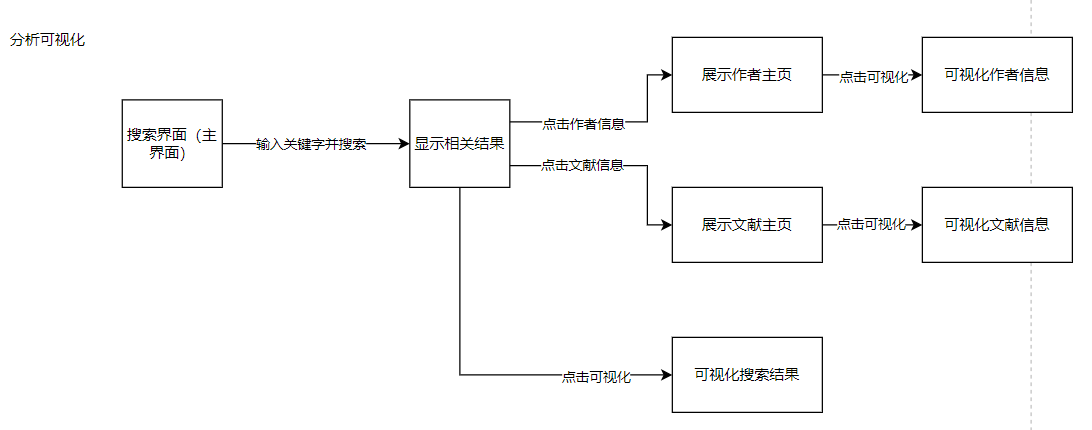 分析可视化
搜索界面（主
界面）
输入关键字并搜索
显示相关结果
点击作者信息
展示作者主页
点击可视化
可视化作者信息
点击文献信息
展示文献主页
点击可视化
可视化文献信息
点击可视化
可视化搜索结果